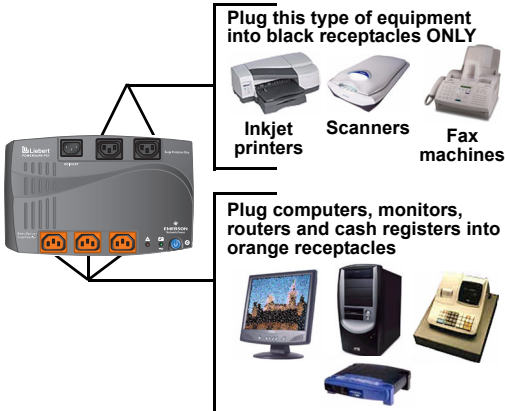 Plug this type of equipment
into black receptacles ONLY
Inkjet
printers
Scanners
Fax
machines
Liebert
EMERSON
Plug computers, monitors,
routers and cash registers into
orange receptacles